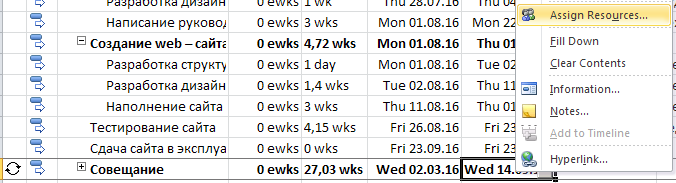 Разработка дизайн 0 ewks 1 wk Thu 28.07.16 Thu 04 Assign Resources...
Написание руковод 0 ewks 3 wks Mon 01.08.16 Mon 22
Создание web – сайта 0 ewks 4,72 wks Mon 01.08.16 Thu 01 Fill Down
Разработка структу 0 ewks 1 day Mon 01.08.16 Mon 01 Clear Contents
Разработка дизайн 0 ewks 1,4 wks Tue 02.08.16 Thu 11 Information...
Наполнение сайта 0 ewks 3 wks Thu 11.08.16 Thu 01 Notes...
Тестирование сайта 0 ewks 4,15 wks Fri 26.08.16 Fri 23 Add to Timeline
Сдача сайта в эксплуа 0 ewks 0 wks Fri 23.09.16 Fri 23
Совещание 0 ewks 27,03 wks Wed 02.03.16 Wed 14.09. Hyperlink...